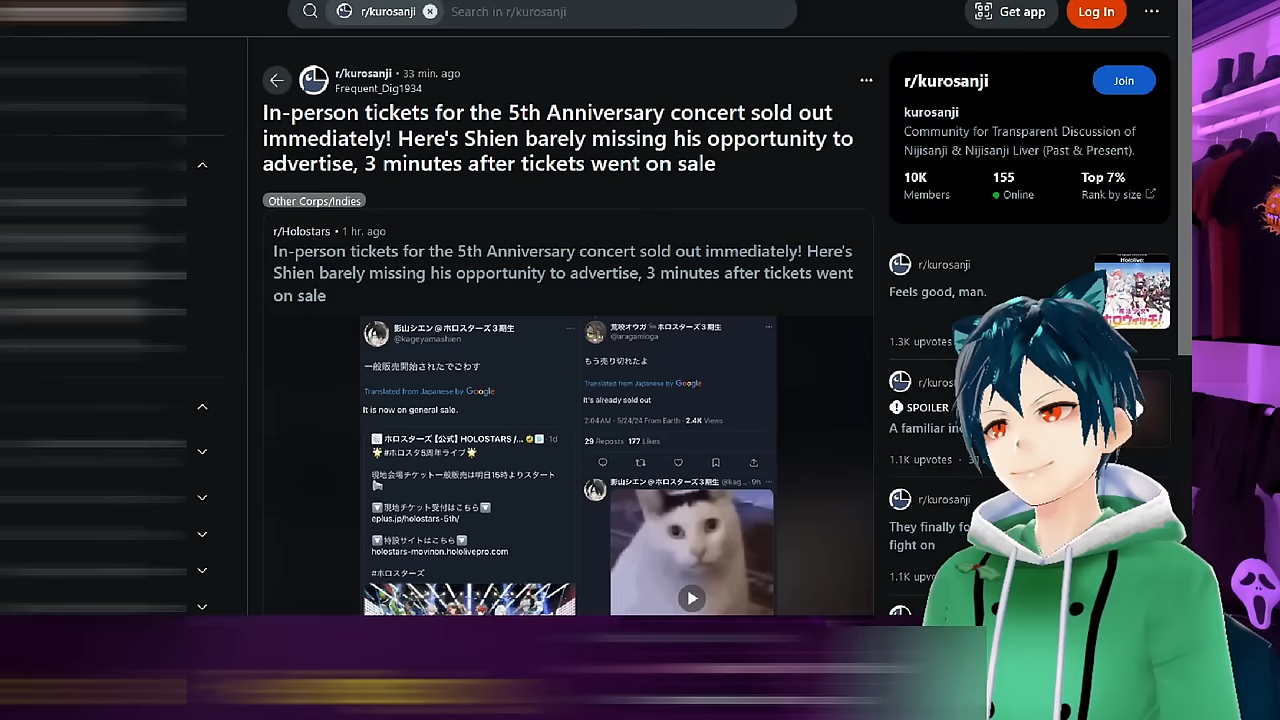 r/kurosanji
Search in r/kurosanji
Get app
Log In
r/kurosanji • 33 min. ago
Frequent_Dig1934
In-person tickets for the 5th Anniversary concert sold out
immediately! Here's Shien barely missing his opportunity to
advertise, 3 minutes after tickets went on sale
Other Corps/Indies
r/Holostars • 1 hr. ago
In-person tickets for the 5th Anniversary concert sold out immediately! Here's
Shien barely missing his opportunity to advertise, 3 minutes after tickets went
on sale
影山シエン@ホロスターズ3期生
@kageyamashien
一般販売開始されたでごわす
Translated from Japanese by Google
It is now on general sale.
ホロスターズ【公式】HOLOSTARS /... · 1d
#ホロスタ5周年ライブ
現地会場チケット一般販売は明日15時よりスタート
現地チケット受付はこちら
eplus.jp/holostars-5th/
特設サイトはこちら
holostars-movinon.hololivepro.com
#ホロスターズ
荒咬オウガ ホロスターズ3期生
@aragamioga
もう売り切れたよ
Translated from Japanese by Google
It's already sold out
2:04AM · 5/24/24 From Earth · 2.4K Views
29 Reposts 177 Likes
影山シエン@ホロスターズ3期生 @kag... · 9h
r/kurosanji
Join
kurosanji
Community for Transparent Discussion of
Nijisanji & Nijisanji Liver (Past & Present).
10K
155
Top 7%
Members
Online
Rank by size
r/kurosanji
Feels good, man.
1.3K upvotes
r/kuros
SPOILER
A familiar
1.1K upvotes
r/kurosanji
They finally
fight on
1.1K